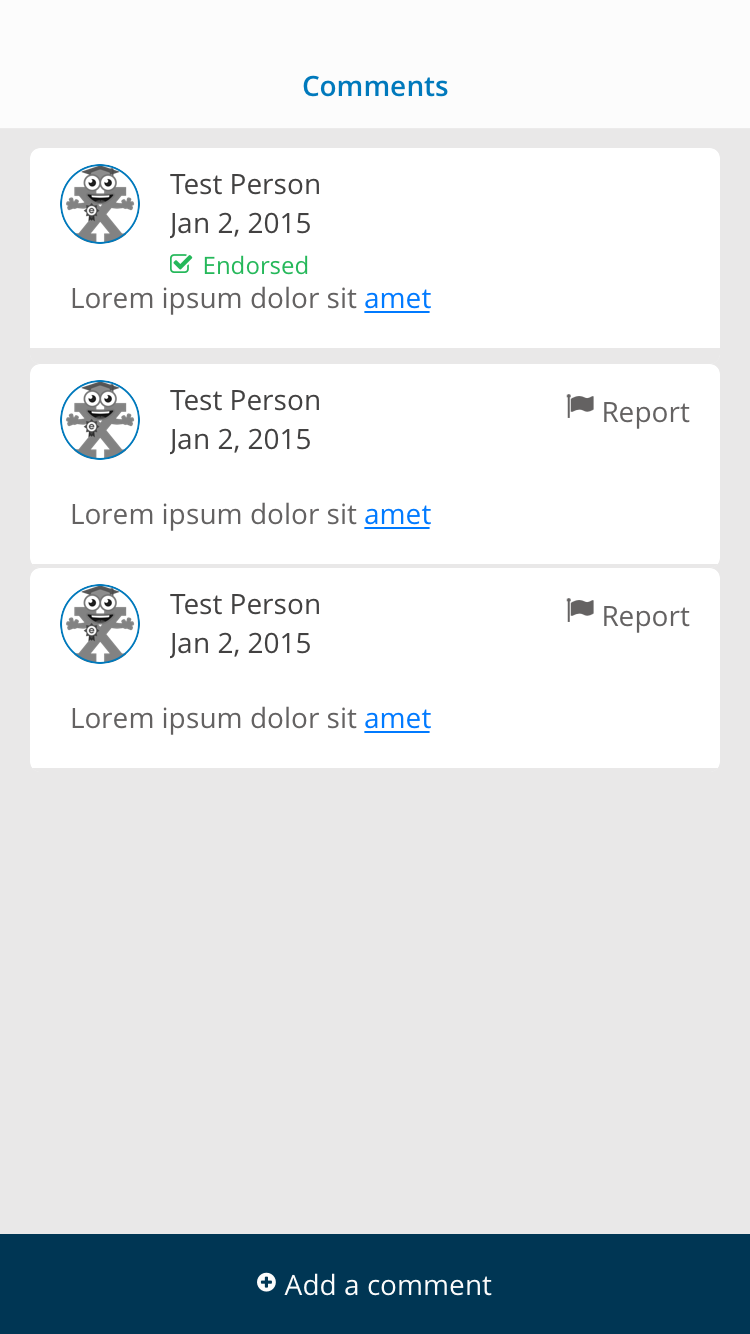 Comments
Test Person
Jan 2, 2015
Endorsed
Lorem ipsum dolor sit amet
Test Person
Report
Jan 2, 2015
Lorem ipsum dolor sit amet
Test Person
Report
Jan 2, 2015
Lorem ipsum dolor sit amet
Add a comment